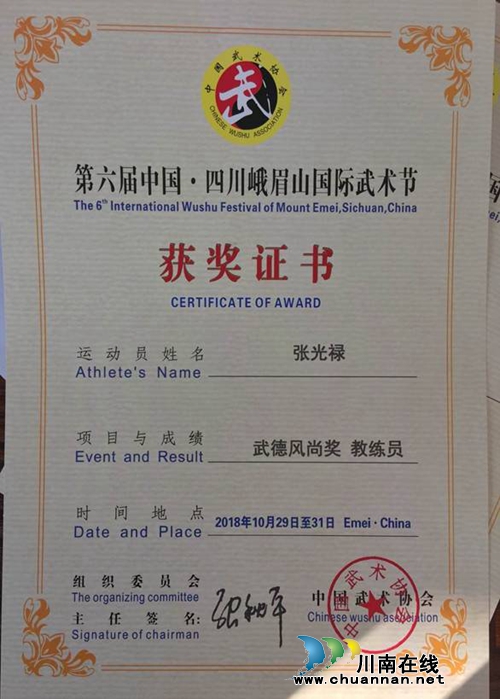 中国武术协会
武
CHINESE WUSHU ASSOCIATION
第六届中国·四川峨眉山国际武术节
The 6th International Wushu Festival of Mount Emei,Sichuan,China
获奖证书
CERTIFICATE OF AWARD
运动员姓名 张光禄
Athlete's Name
项目与成绩
Event and Result 武德风尚奖 教练员
时间地点
Date and Place 2018年10月29日至31日 Emei·China
组织委员会 中国武术协会
The organizing committee Chinese wushu association
主任签名:
Signature of chairman
中国武术协会
川南在线
www.chuannan.net